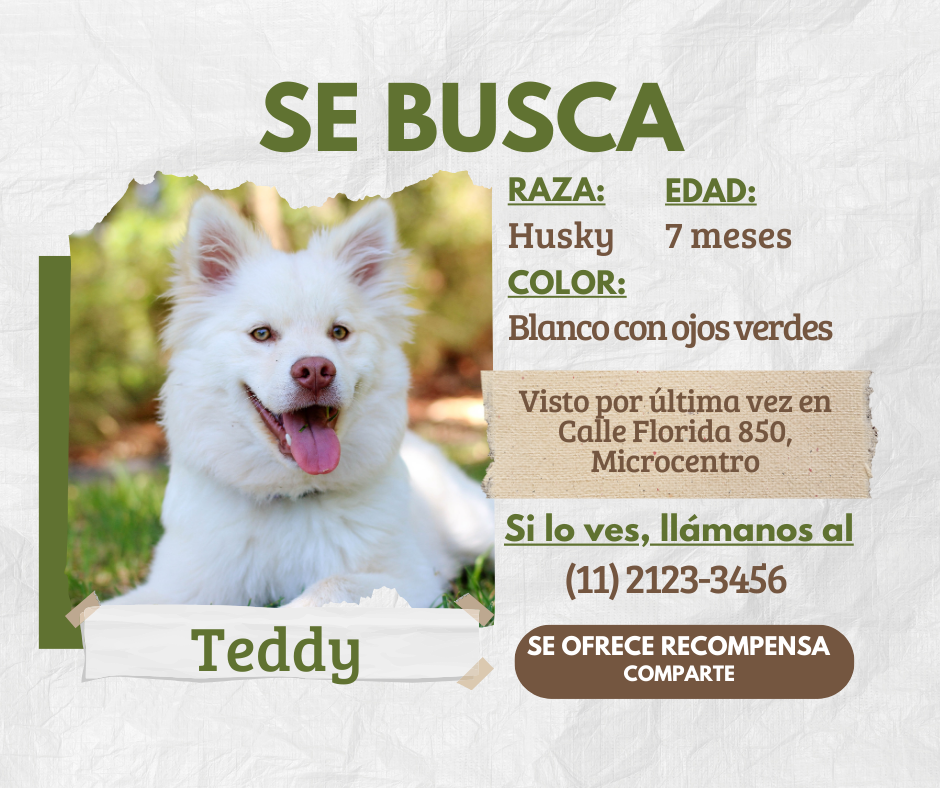 SE BUSCA
RAZA:
Husky
EDAD:
7 meses
COLOR:
Blanco con ojos verdes
Visto por última vez en
Calle Florida 850,
Microcentro
Si lo ves, llámanos al
(11) 2123-3456
SE OFRECE RECOMPENSA
COMPARTE
Teddy